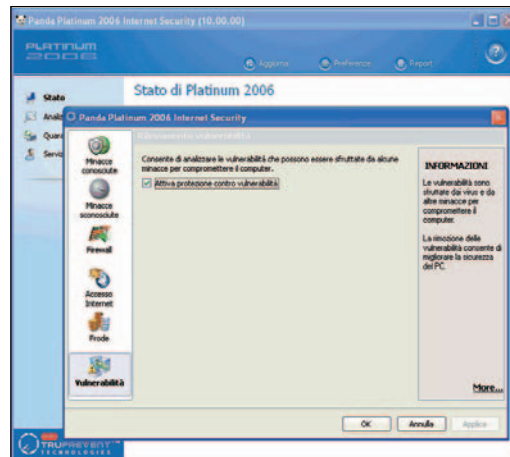 Panda Platinum 2006 Internet Security (10.00.00)
PLATINUM
2006
Aggiorna
Preferenze
Report
Stato
Stato di Platinum 2006
Panda Platinum 2006 Internet Security
Rilevamento vulnerabilità
Minacce
conosciute
Minacce
sconosciute
Firewall
Accesso
Internet
Frode
Vulnerabilità
Consente di analizzare le vulnerabilità che possono essere sfruttate da alcune
minacce per compromettere il computer.
Attiva protezione contro vulnerabilità
INFORMAZIONI
Le vulnerabilità sono
sfruttate dai virus e da
altre minacce per
compromettere il
computer.
La rimozione delle
vulnerabilità consente di
migliorare la sicurezza
del PC.
More...
OK
Annulla
Applica
TRUPREVENT
TECHNOLOGIES